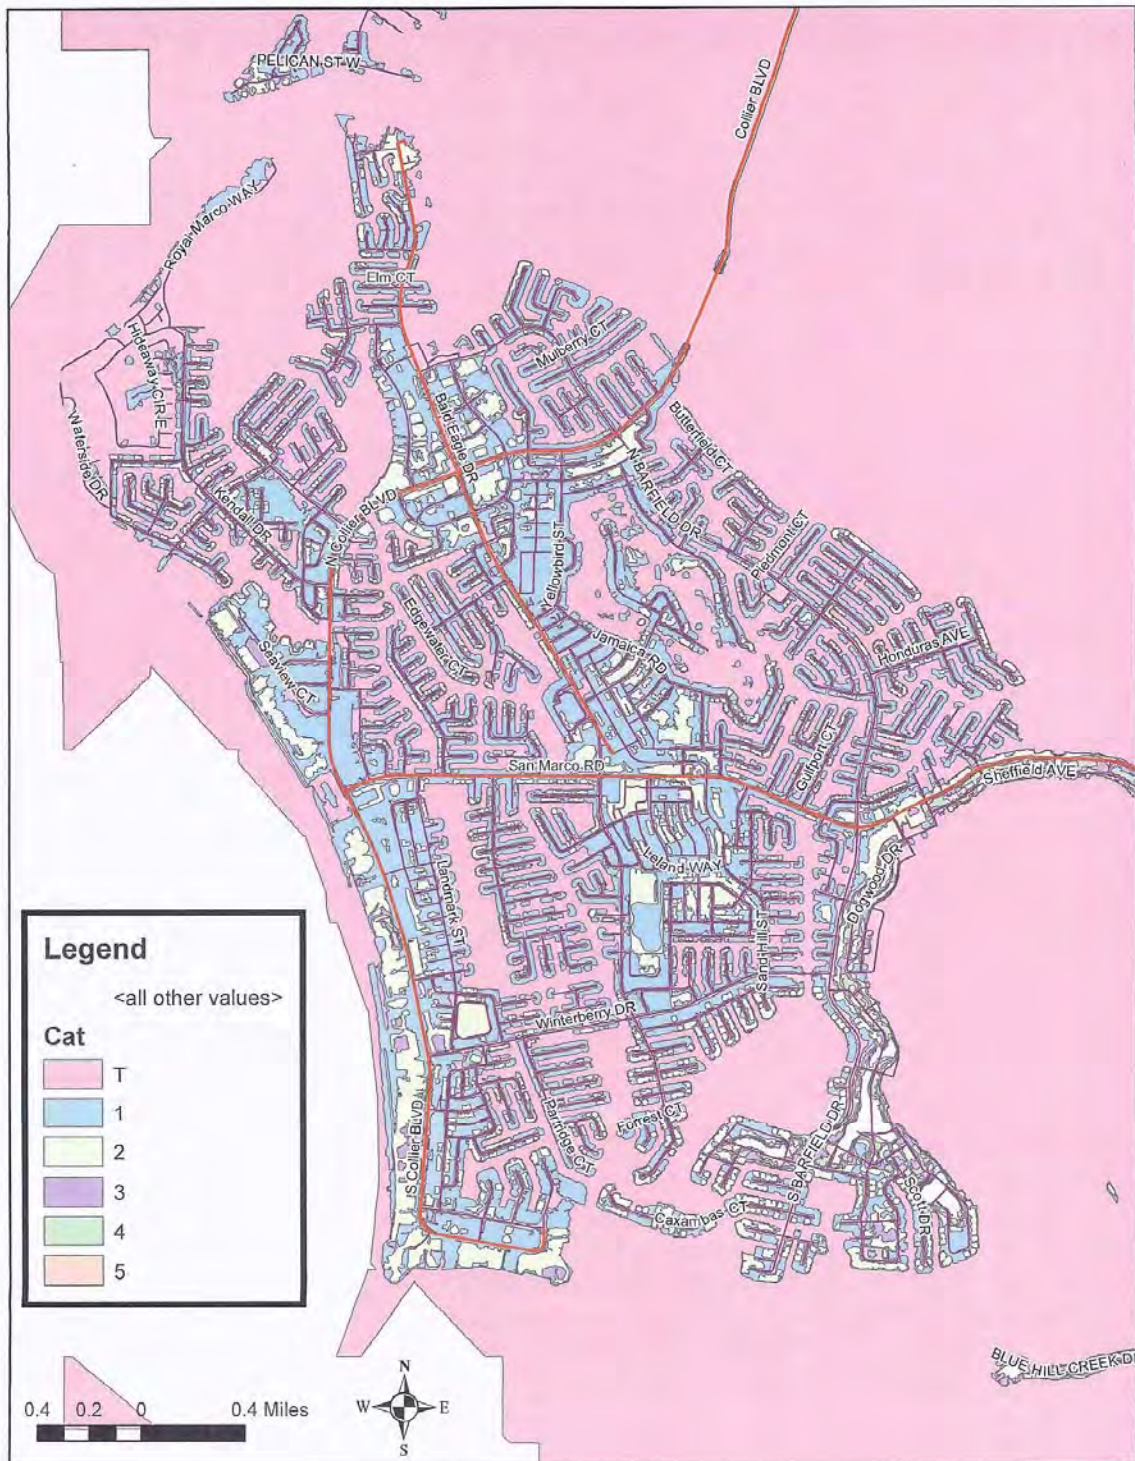 PELICAN ST W
Collier BLVD
Royal Marco WAY
Elm CT
Hideaway CIR E
Mulberry CT
Bald Eagle DR
Butterfield CT
Waterside DR
N BARFIELD DR
Kendall DR
N Collier BLVD
Piedmont CT
Yellowbird ST
Edgewater CT
Jamaica RD
Honduras AVE
Seaview CT
Gulfport CT
San Marco RD
Sheffield AVE
Leland WAY
Landmark ST
Dogwood DR
Sand Hill ST
Winterberry DR
S Collier BLVD
Partridge CT
Forrest CT
S BARFIELD DR
Scott DR
Caxambas CT
BLUE HILL CREEK D
Legend
<all other values>
Cat
T
1
2
3
4
5
0.4 0.2 0 0.4 Miles
N
W E
S